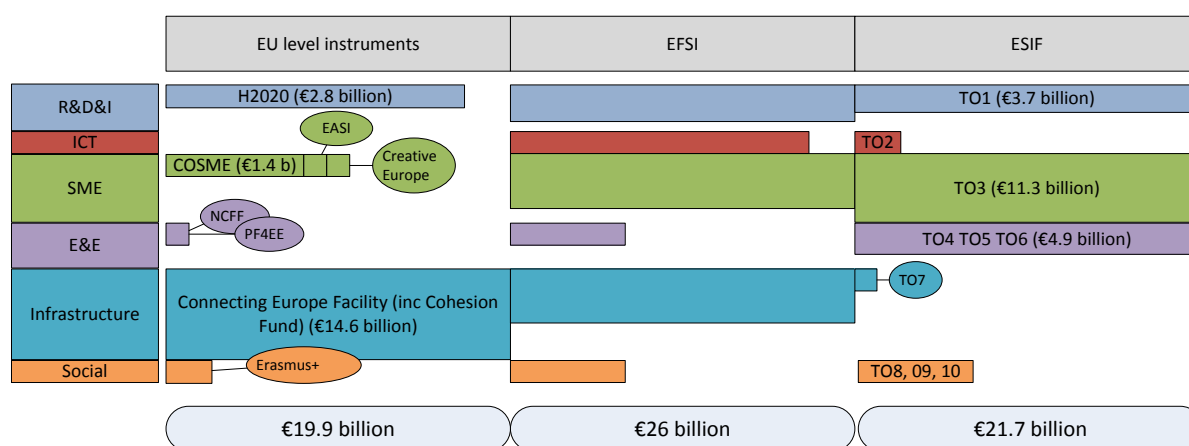 EU level instruments
EFSI
ESIF
R&D&I
H2020 (€2.8 billion)
TO1 (€3.7 billion)
EASI
ICT
TO2
COSME (€1.4 b)
Creative
Europe
SME
TO3 (€11.3 billion)
NCFF
PF4EE
E&E
TO4 TO5 TO6 (€4.9 billion)
Infrastructure
Connecting Europe Facility (inc Cohesion
Fund) (€14.6 billion)
TO7
Social
Erasmus+
TO8, 09, 10
€19.9 billion
€26 billion
€21.7 billion